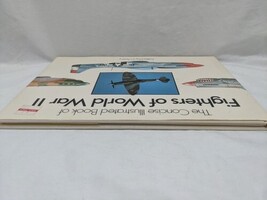 The Concise Illustrated Book of
Fighters of World War II